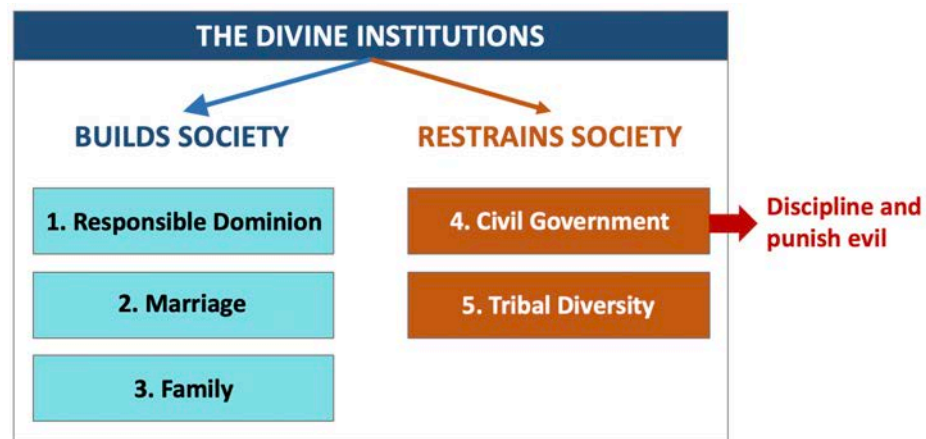 THE DIVINE INSTITUTIONS
BUILDS SOCIETY
1. Responsible Dominion
2. Marriage
3. Family
RESTRAINS SOCIETY
4. Civil Government
5. Tribal Diversity
Discipline and
punish evil